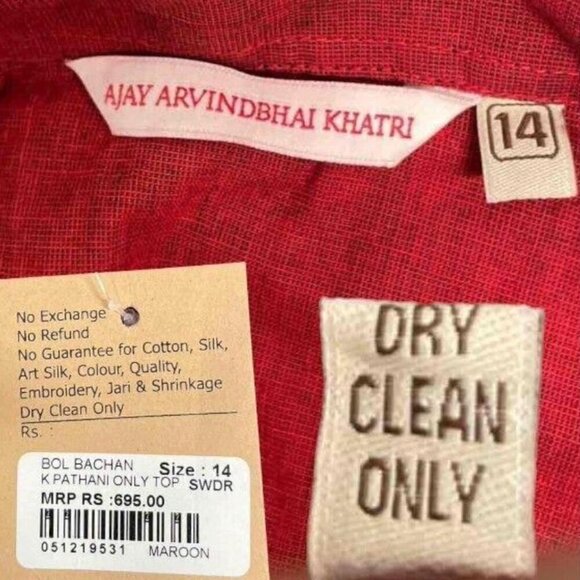 AJAY ARVINDBHAI KHATRI
14
No Exchange
No Refund
No Guarantee for Cotton, Silk,
Art Silk, Colour, Quality,
Embroidery, Jari & Shrinkage
Dry Clean Only
Rs. :
BOL BACHAN Size : 14
K PATHANI ONLY TOP SWDR
MRP RS :695.00
051219531 MAROON
DRY
CLEAN
ONLY